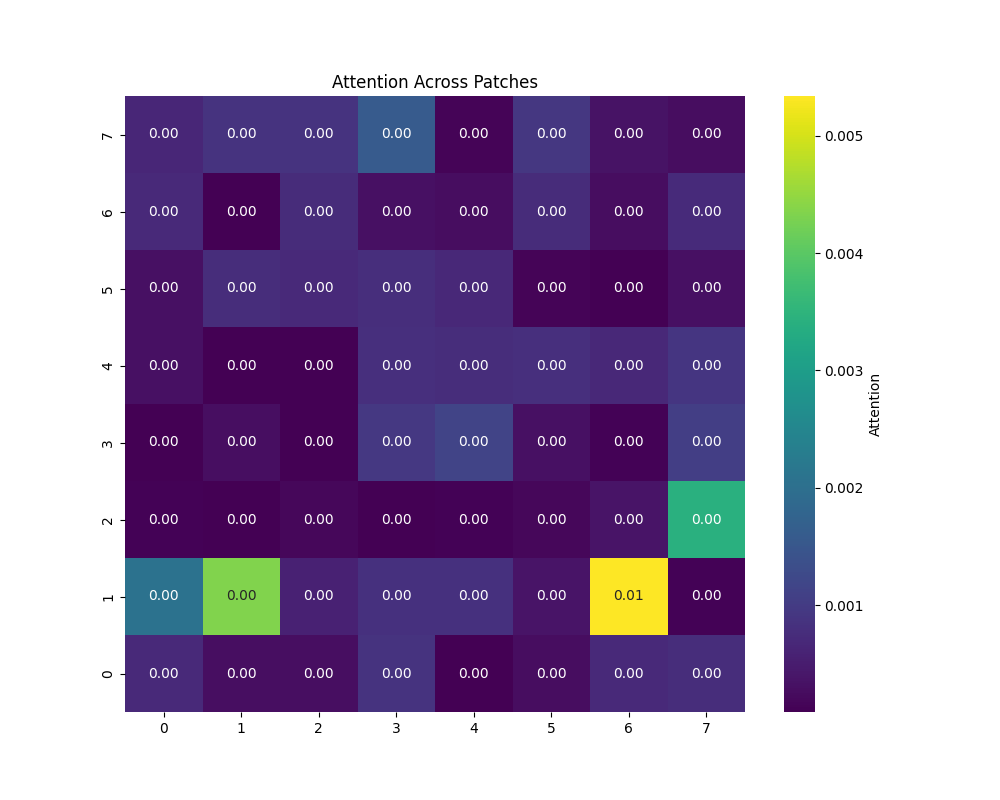 Attention Across Patches
7 0.00 0.00 0.00 0.00 0.00 0.00 0.00 0.00
6 0.00 0.00 0.00 0.00 0.00 0.00 0.00 0.00
5 0.00 0.00 0.00 0.00 0.00 0.00 0.00 0.00
4 0.00 0.00 0.00 0.00 0.00 0.00 0.00 0.00
3 0.00 0.00 0.00 0.00 0.00 0.00 0.00 0.00
2 0.00 0.00 0.00 0.00 0.00 0.00 0.00 0.00
1 0.00 0.00 0.00 0.00 0.00 0.00 0.01 0.00
0 0.00 0.00 0.00 0.00 0.00 0.00 0.00 0.00
0 1 2 3 4 5 6 7
0.005
0.004
0.003
0.002
0.001
Attention